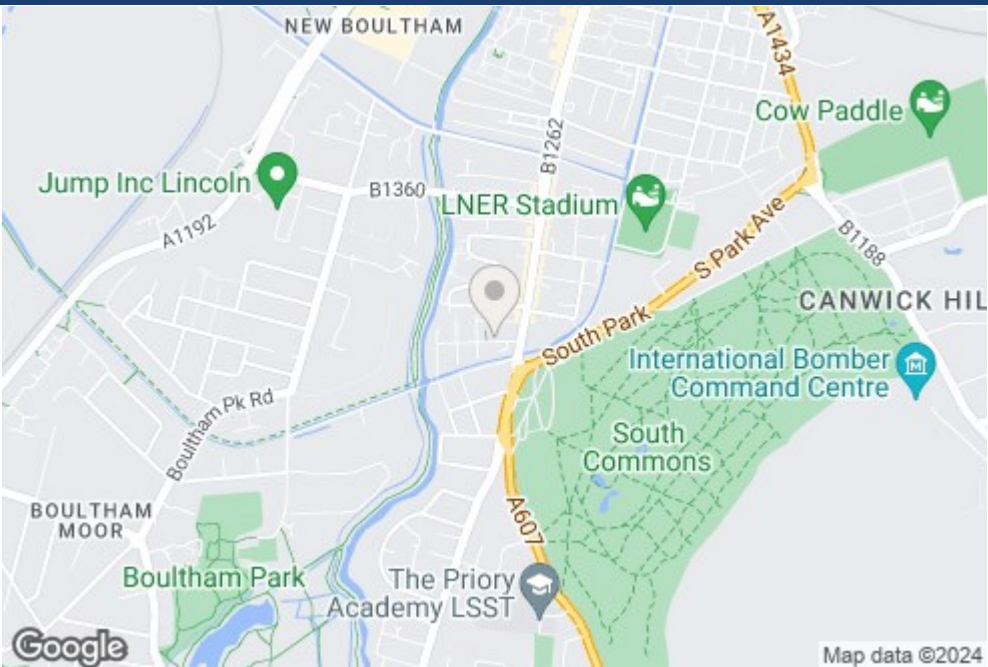 NEW BOULTHAM
A1434
Cow Paddle
B1262
Jump Inc Lincoln
B1360
LNER Stadium
A1192
S Park Ave
B1188
CANWICK HIL
South Park
International Bomber
Command Centre
Boultham Pk Rd
South
Commons
BOULTHAM
MOOR
A607
Boultham Park
The Priory
Academy LSST
Google
Map data ©2024